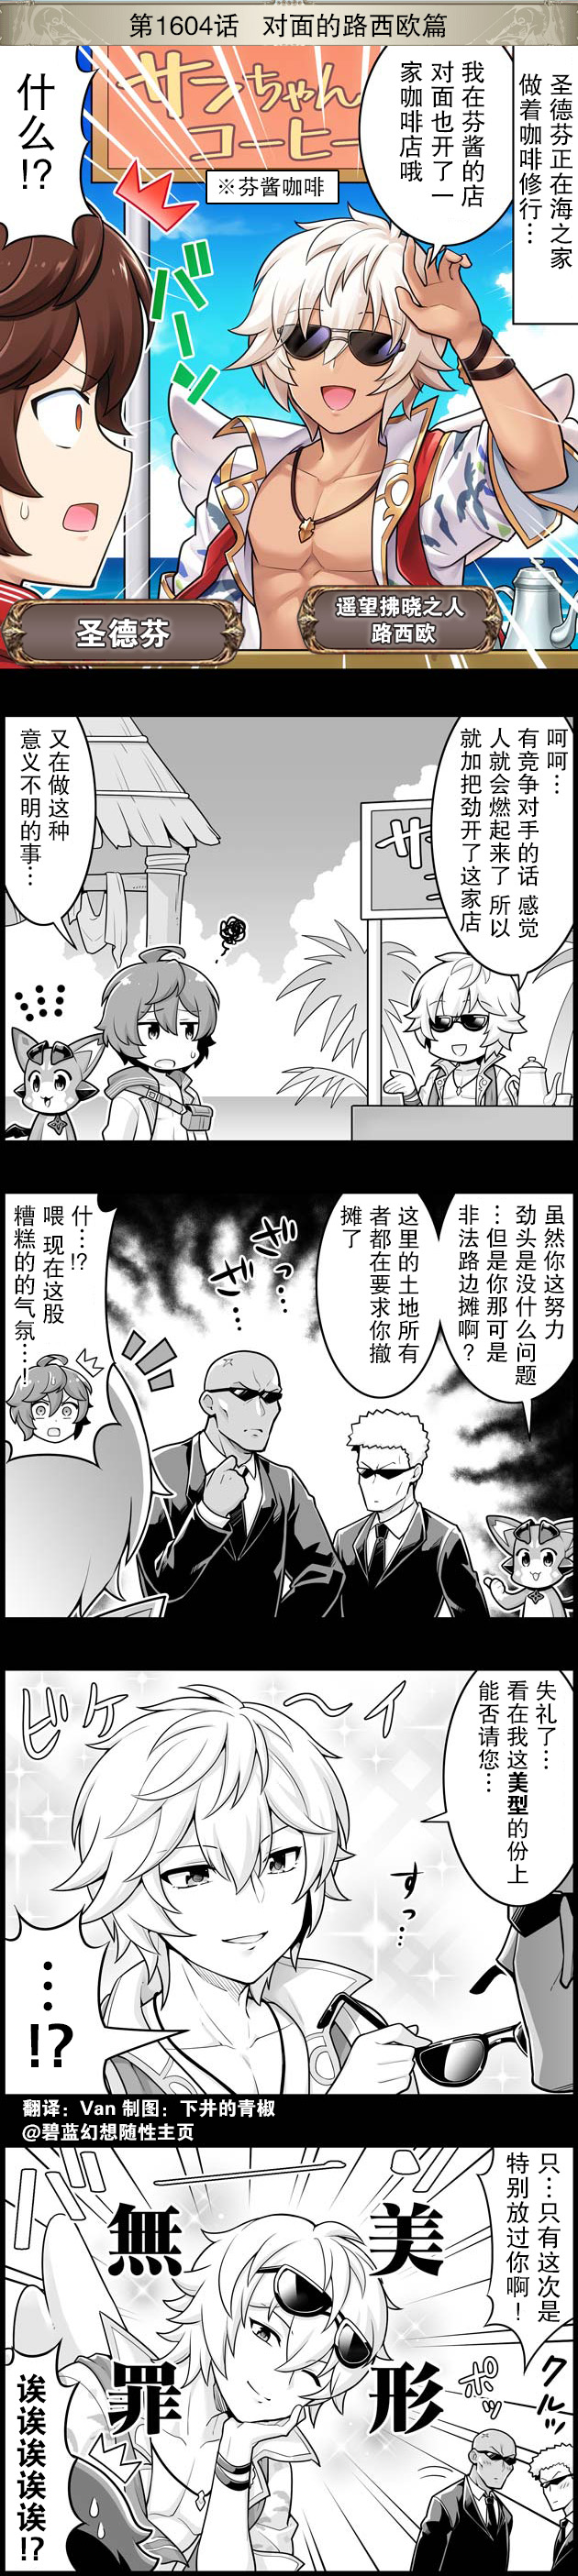 第1604话　对面的路西欧篇
圣德芬正在海之家
做着咖啡修行…
我在芬酱的店
对面也开了一
家咖啡店哦
サンちゃん
コーヒー
※芬酱咖啡
什么!?
バーン
圣德芬
遥望拂晓之人
路西欧
呵呵…
有竞争对手的话 感觉
人就会燃起来了 所以
就加把劲开了这家店
サ
又在做这种
意义不明的事…
虽然你这努力
劲头是没什么问题
…但是你那可是
非法路边摊啊?
这里的土地所有
者都在要求你撤
摊了
ざっ…
ざ…
什…!?
喂 现在这股
糟糕的的气氛…!
失礼了…
看在我这美型的份上
能否请您…
ビケ〜イ
すっ…
…!?
翻译：Van 制图：下井的青椒
@碧蓝幻想随性主页
只…只有这次是
特别放过你啊!
クルッ
ポッ
美形
無罪
诶诶诶诶诶!?